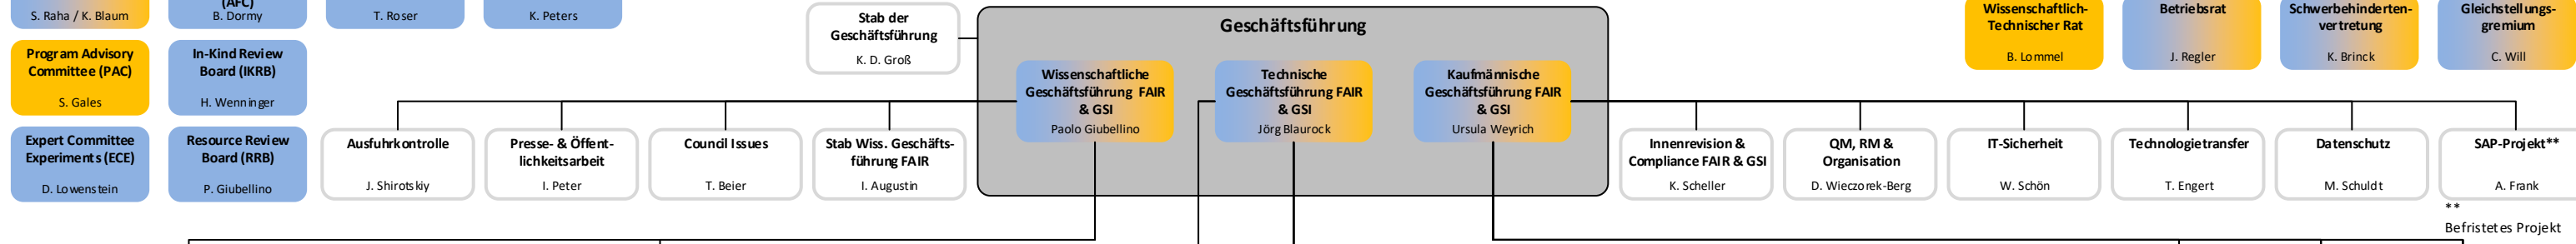 S. Raha / K. Blaum
(AFC)
B. Dormy
T. Roser
K. Peters
Program Advisory
Committee (PAC)
S. Gales
In-Kind Review
Board (IKRB)
H. Wenninger
Expert Committee
Experiments (ECE)
D. Lowenstein
Resource Review
Board (RRB)
P. Giubellino
Stab der
Geschäftsführung
K. D. Groß
Geschäftsführung
Wissenschaftliche
Geschäftsführung FAIR
& GSI
Paolo Giubellino
Technische
Geschäftsführung FAIR
& GSI
Jörg Blaurock
Kaufmännische
Geschäftsführung FAIR
& GSI
Ursula Weyrich
Wissenschaftlich-
Technischer Rat
B. Lommel
Betriebsrat
J. Regler
Schwerbehinderten-
vertretung
K. Brinck
Gleichstellungs-
gremium
C. Will
Ausfuhrkontrolle
J. Shirotskiy
Presse- & Öffent-
lichkeitsarbeit
I. Peter
Council Issues
T. Beier
Stab Wiss. Geschäfts-
führung FAIR
I. Augustin
Innenrevision &
Compliance FAIR & GSI
K. Scheller
QM, RM &
Organisation
D. Wieczorek-Berg
IT-Sicherheit
W. Schön
Technologietransfer
T. Engert
Datenschutz
M. Schuldt
SAP-Projekt**
A. Frank
**
Befristetes Projekt